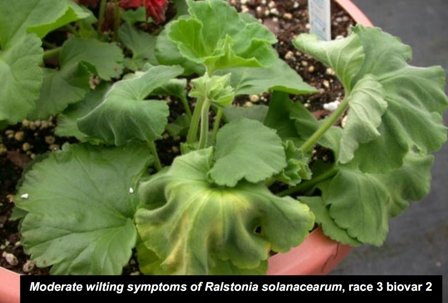 Moderate wilting symptoms of Ralstonia solanacearum, race 3 biovar 2